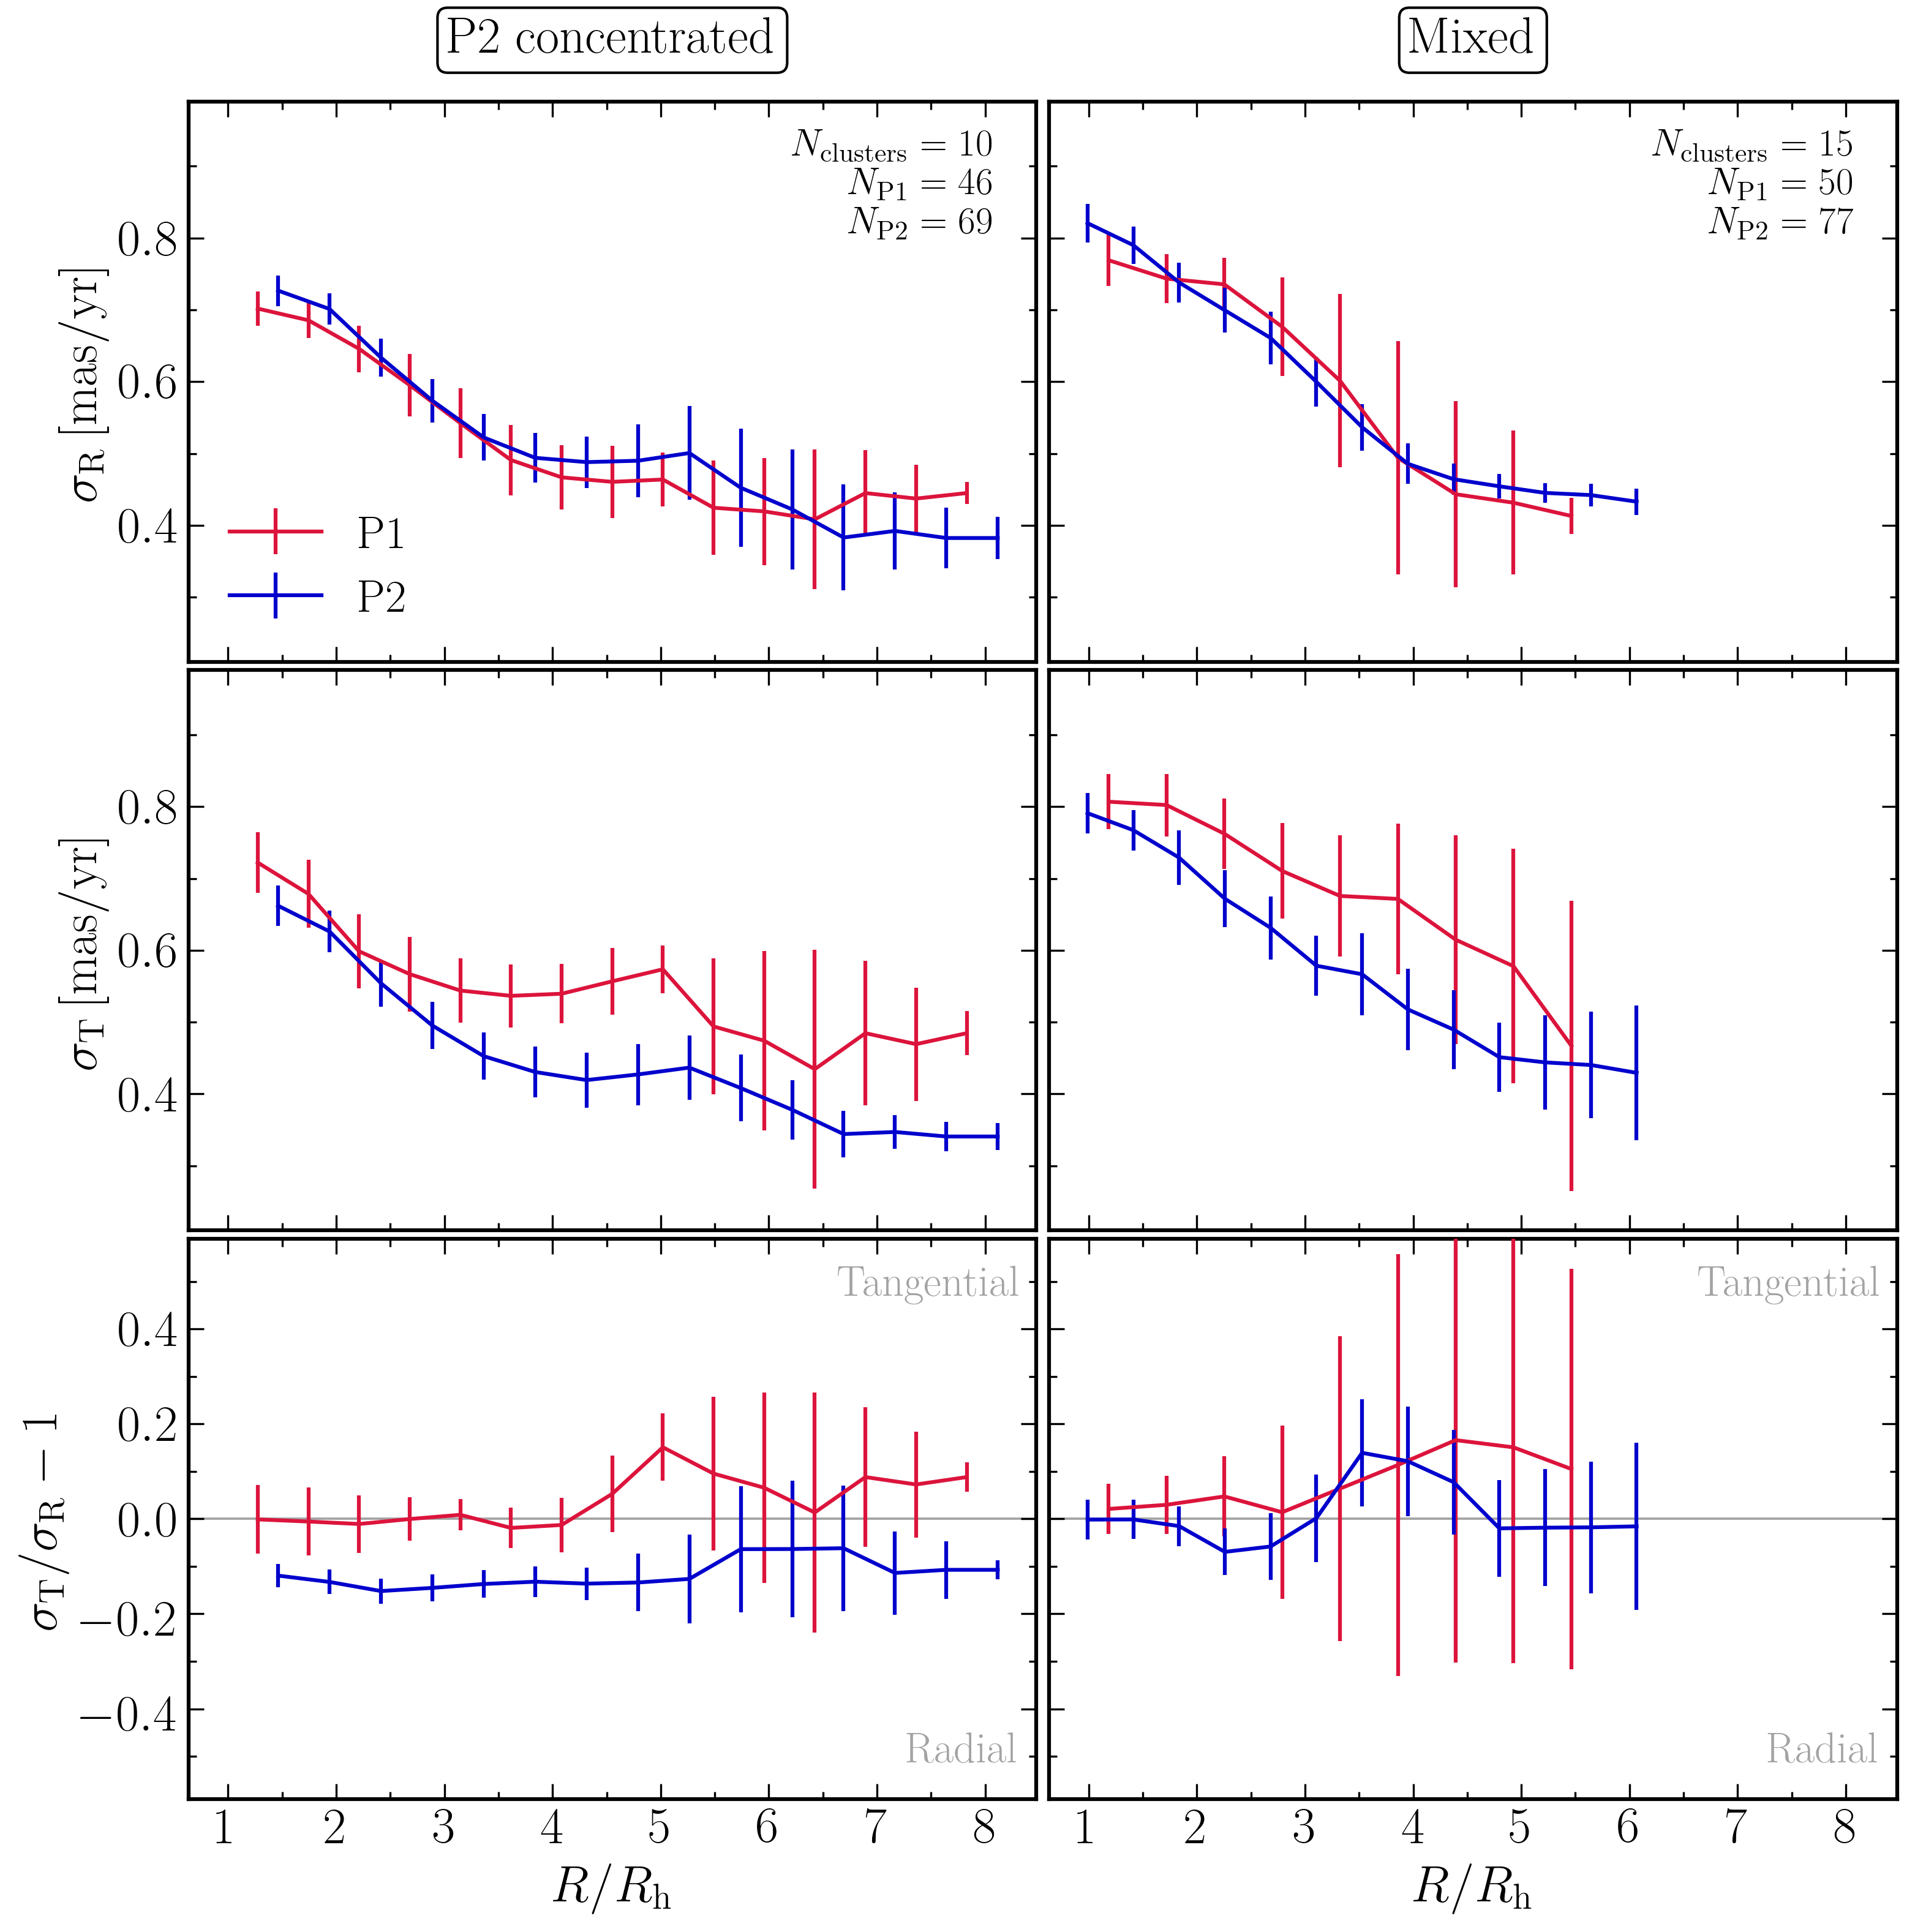 P2 concentrated
Mixed
N_clusters = 10
N_P1 = 46
N_P2 = 69
N_clusters = 15
N_P1 = 50
N_P2 = 77
σ_R [mas/yr]
0.8
0.6
0.4
P1
P2
σ_T [mas/yr]
0.8
0.6
0.4
σ_T/σ_R − 1
0.4
0.2
0.0
−0.2
−0.4
Tangential
Radial
Tangential
Radial
1 2 3 4 5 6 7 8
1 2 3 4 5 6 7 8
R/R_h
R/R_h